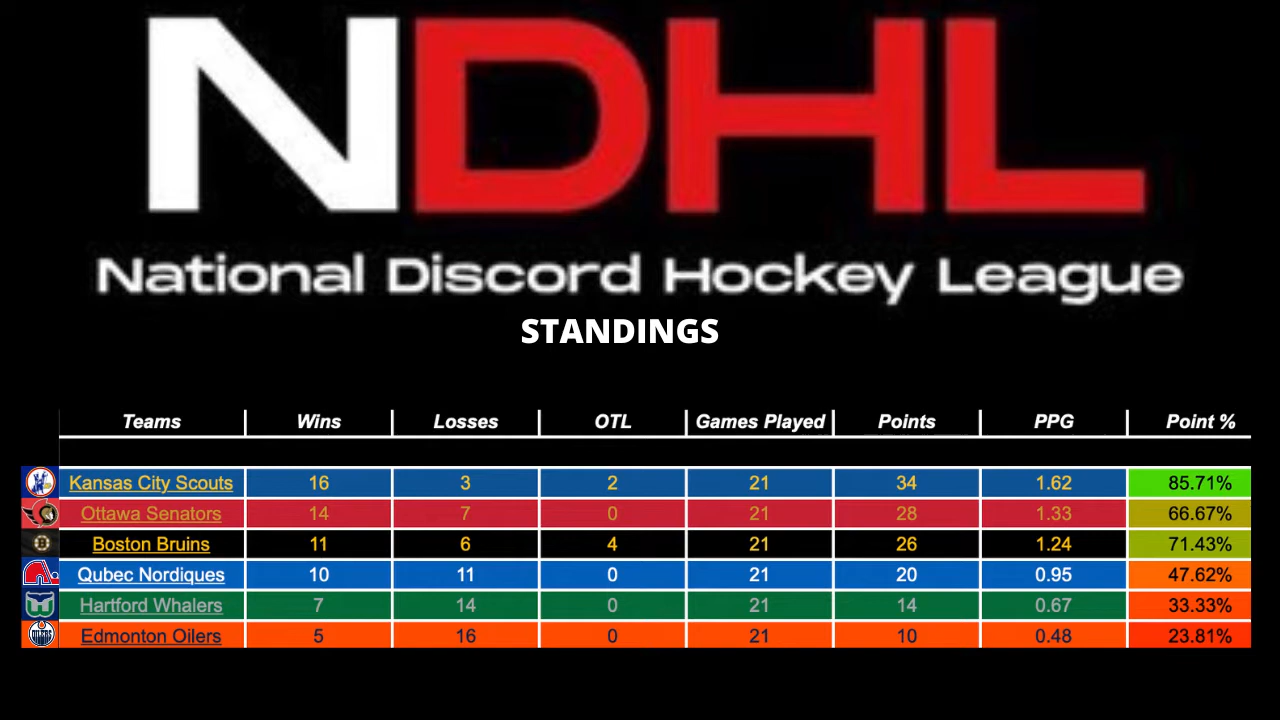 NDHL
National Discord Hockey League
STANDINGS
Teams Wins Losses OTL Games Played Points PPG Point %
Kansas City Scouts 16 3 2 21 34 1.62 85.71%
Ottawa Senators 14 7 0 21 28 1.33 66.67%
Boston Bruins 11 6 4 21 26 1.24 71.43%
Qubec Nordiques 10 11 0 21 20 0.95 47.62%
Hartford Whalers 7 14 0 21 14 0.67 33.33%
Edmonton Oilers 5 16 0 21 10 0.48 23.81%